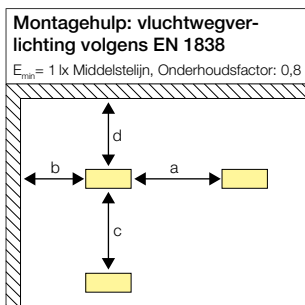 Montagehulp: vluchtwegver-
lichting volgens EN 1838
Emin= 1 lx Middelstelijn, Onderhoudsfactor: 0,8
d
b
a
c